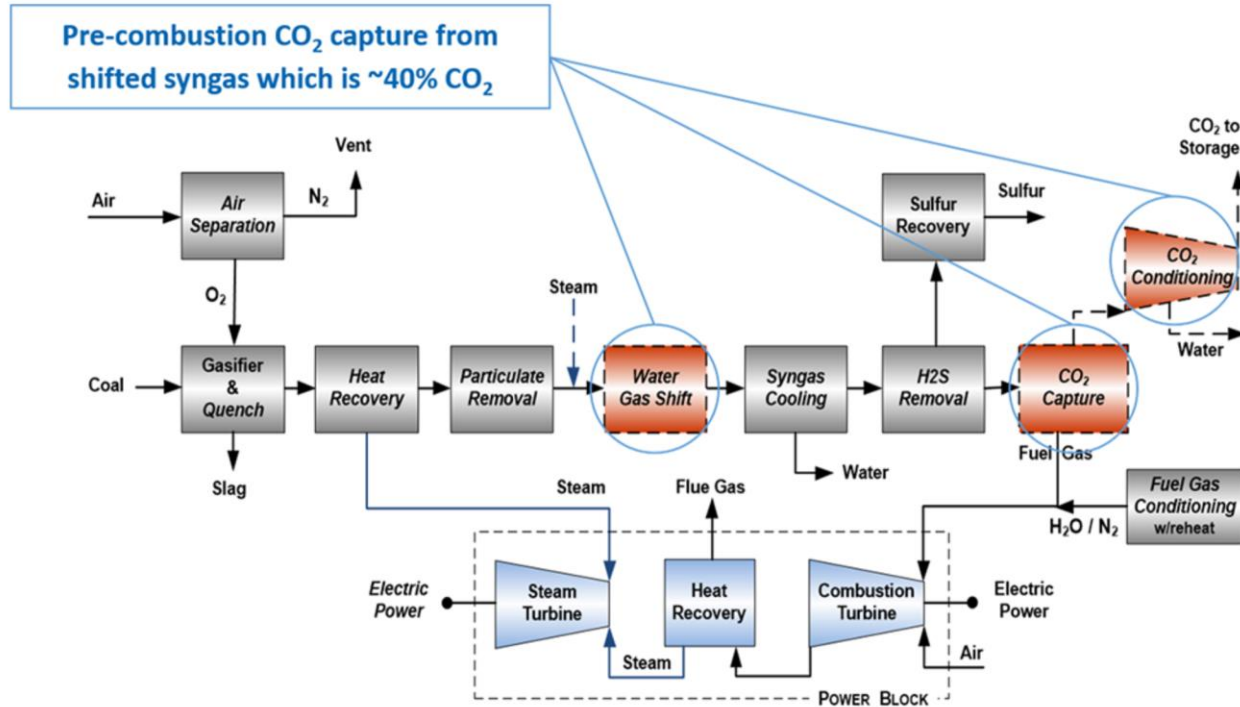 Pre-combustion CO₂ capture from
shifted syngas which is ~40% CO₂
CO₂ to
Storage
Vent
Air
Air
Separation
N₂
Sulfur
Recovery
Sulfur
CO₂
Conditioning
O₂
Steam
Water
Coal
Gasifier
&
Quench
Heat
Recovery
Particulate
Removal
Water
Gas Shift
Syngas
Cooling
H2S
Removal
CO₂
Capture
Slag
Steam
Flue Gas
Water
Fuel Gas
Fuel Gas
Conditioning
w/reheat
H₂O / N₂
Electric
Power
Steam
Turbine
Heat
Recovery
Combustion
Turbine
Electric
Power
Steam
Air
POWER BLOCK